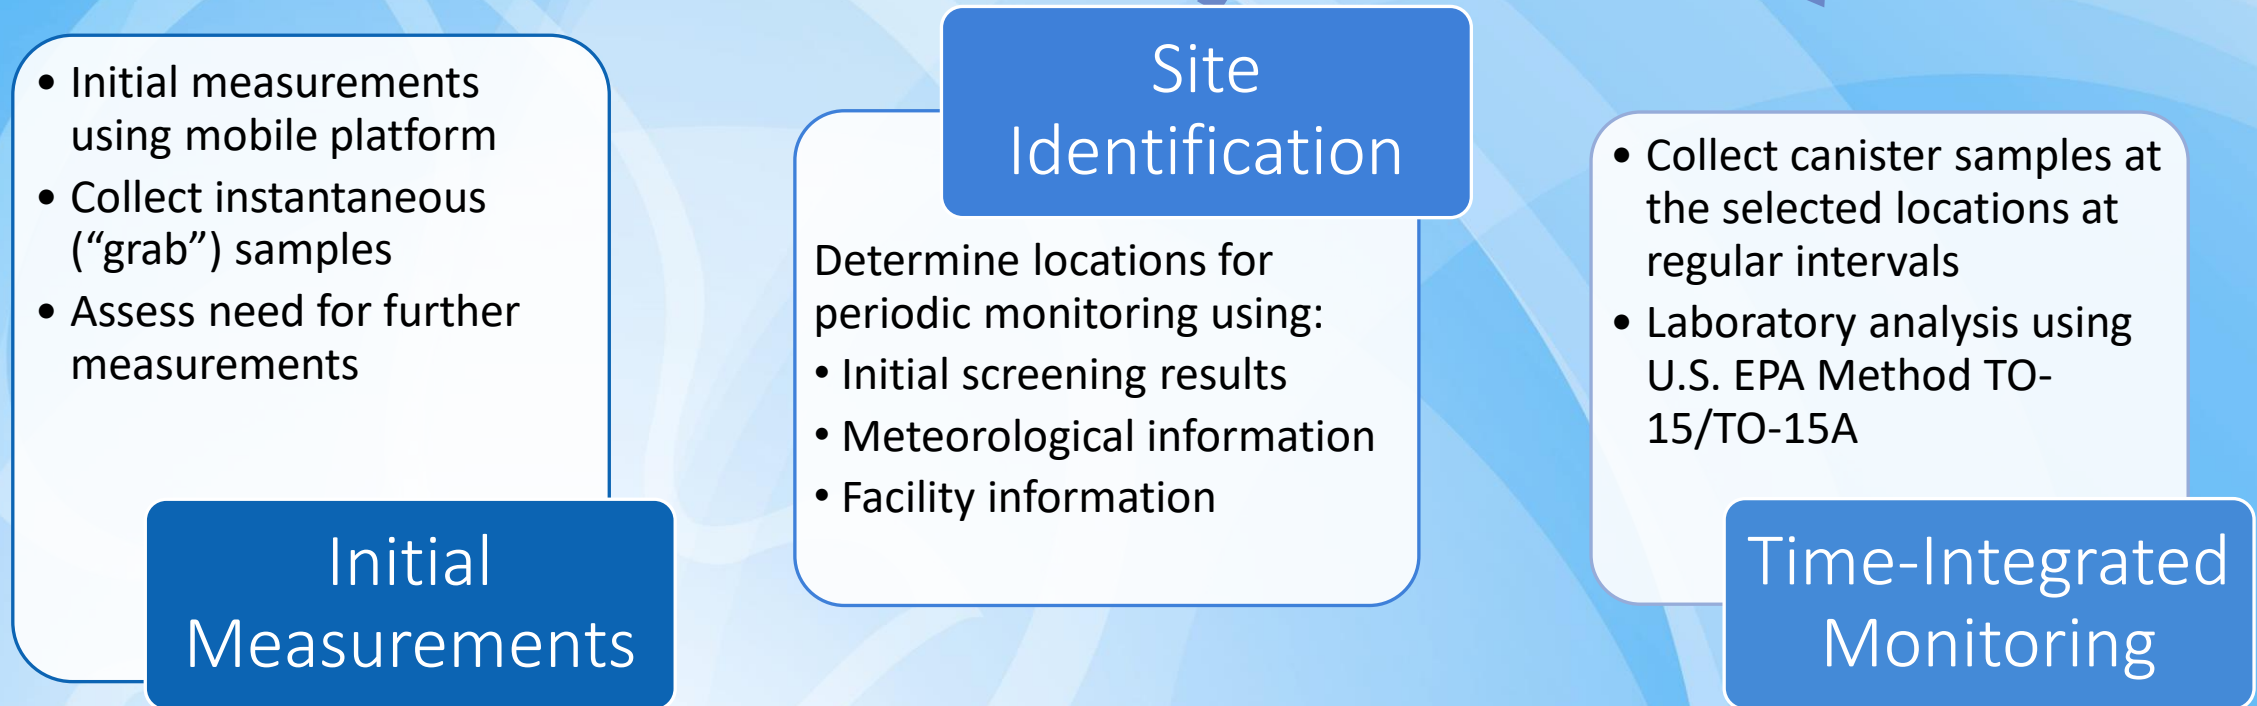 • Initial measurements
using mobile platform
• Collect instantaneous
(“grab”) samples
• Assess need for further
measurements
Initial
Measurements
Site
Identification
Determine locations for
periodic monitoring using:
• Initial screening results
• Meteorological information
• Facility information
• Collect canister samples at
the selected locations at
regular intervals
• Laboratory analysis using
U.S. EPA Method TO-
15/TO-15A
Time-Integrated
Monitoring